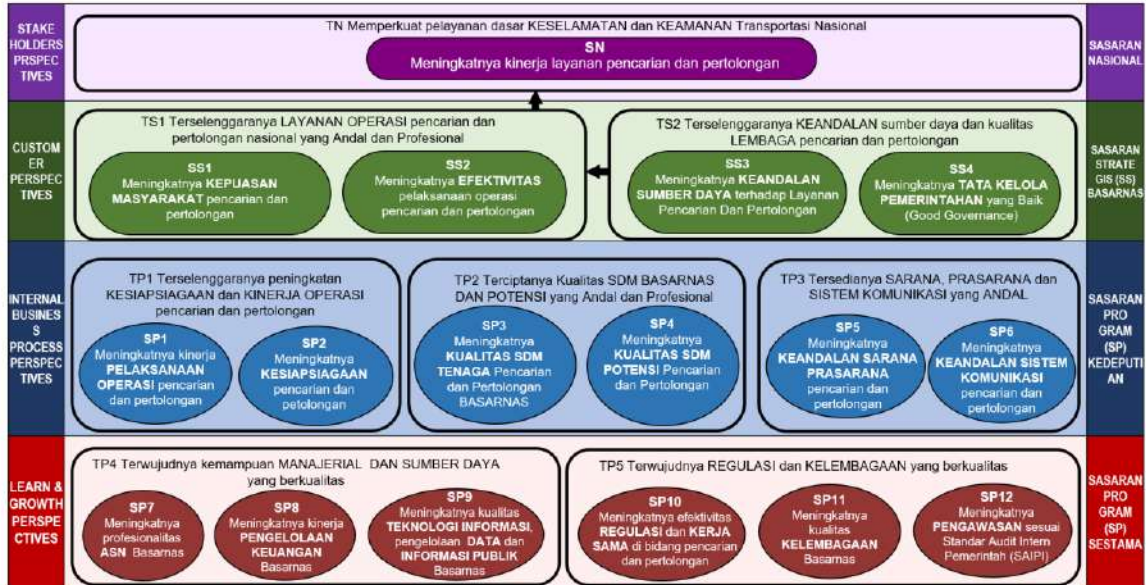 STAKE
HOLDERS
PRSPEC
TIVES
TN Memperkuat pelayanan dasar KESELAMATAN dan KEAMANAN Transportasi Nasional
SN
Meningkatnya kinerja layanan pencarian dan pertolongan
SASARAN
NASIONAL
CUSTOM
ER
PERSPEC
TIVES
TS1 Terselenggaranya LAYANAN OPERASI pencarian dan
pertolongan nasional yang Andal dan Profesional
SS1
Meningkatnya KEPUASAN
MASYARAKAT pencarian dan
pertolongan
SS2
Meningkatnya EFEKTIVITAS
pelaksanaan operasi
pencarian dan pertolongan
TS2 Terselenggaranya KEANDALAN sumber daya dan kualitas
LEMBAGA pencarian dan pertolongan
SS3
Meningkatnya KEANDALAN
SUMBER DAYA terhadap Layanan
Pencarian Dan Pertolongan
SS4
Meningkatnya TATA KELOLA
PEMERINTAHAN yang Baik
(Good Governance)
SASARAN
STRATE
GIS (SS)
BASARNAS
INTERNAL
BUSINES
S
PROCESS
PERSPEC
TIVES
TP1 Terselenggaranya peningkatan
KESIAPSIAGAAN dan KINERJA OPERASI
pencarian dan pertolongan
SP1
Meningkatnya kinerja
PELAKSANAAN
OPERASI pencarian
dan pertolongan
SP2
Meningkatnya
KESIAPSIAGAAN
pencarian dan
petolongan
TP2 Terciptanya Kualitas SDM BASARNAS
DAN POTENSI yang Andal dan Profesional
SP3
Meningkatnya
KUALITAS SDM
TENAGA Pencarian
dan Pertolongan
BASARNAS
SP4
Meningkatnya
KUALITAS SDM
POTENSI Pencarian
dan Pertolongan
TP3 Tersedianya SARANA, PRASARANA dan
SISTEM KOMUNIKASI yang ANDAL
SP5
Meningkatnya
KEANDALAN SARANA
PRASARANA
pencarian dan
pertolongan
SP6
Meningkatnya
KEANDALAN SISTEM
KOMUNIKASI
pencarian dan
pertolongan
SASARAN
PRO
GRAM
(SP)
KEDEPUTI
AN
LEARN &
GROWTH
PERSPE
CTIVES
TP4 Terwujudnya kemampuan MANAJERIAL DAN SUMBER DAYA
yang berkualitas
SP7
Meningkatnya
profesionalitas
ASN Basarnas
SP8
Meningkatnya kinerja
PENGELOLAAN
KEUANGAN
Basarnas
SP9
Meningkatnya kualitas
TEKNOLOGI INFORMASI,
pengelolaan DATA dan
INFORMASI PUBLIK
Basarnas
TP5 Terwujudnya REGULASI dan KELEMBAGAAN yang berkualitas
SP10
Meningkatnya efektivitas
REGULASI dan KERJA
SAMA di bidang pencarian
dan pertolongan
SP11
Meningkatnya
kualitas
KELEMBAGAAN
Basarnas
SP12
Meningkatnya
PENGAWASAN sesuai
Standar Audit Intern
Pemerintah (SAIPI)
SASARAN
PRO
GRAM
(SP)
SESTAMA